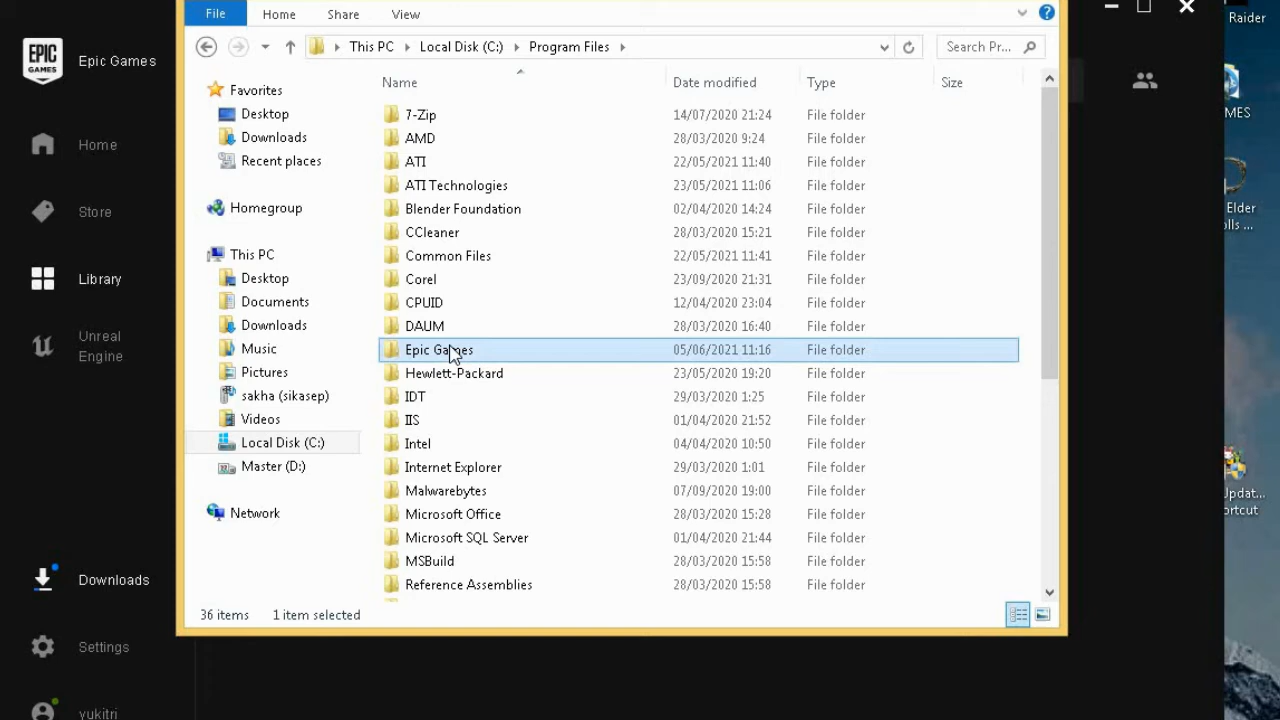 File Home Share View
Raider
EPIC GAMES
Epic Games
This PC Local Disk (C:) Program Files
Search Pr...
Name Date modified Type Size
Favorites
Desktop
Downloads
Recent places
Homegroup
This PC
Desktop
Documents
Downloads
Music
Pictures
sakha (sikasep)
Videos
Local Disk (C:)
Master (D:)
Network
7-Zip 14/07/2020 21:24 File folder
AMD 28/03/2020 9:24 File folder
ATI 22/05/2021 11:40 File folder
ATI Technologies 23/05/2021 11:06 File folder
Blender Foundation 02/04/2020 14:24 File folder
CCleaner 28/03/2020 15:21 File folder
Common Files 22/05/2021 11:41 File folder
Corel 23/09/2020 21:31 File folder
CPUID 12/04/2020 23:04 File folder
DAUM 28/03/2020 16:40 File folder
Epic Games 05/06/2021 11:16 File folder
Hewlett-Packard 23/05/2020 19:20 File folder
IDT 29/03/2020 1:25 File folder
IIS 01/04/2020 21:52 File folder
Intel 04/04/2020 10:50 File folder
Internet Explorer 29/03/2020 1:01 File folder
Malwarebytes 07/09/2020 19:00 File folder
Microsoft Office 28/03/2020 15:28 File folder
Microsoft SQL Server 01/04/2020 21:44 File folder
MSBuild 28/03/2020 15:58 File folder
Reference Assemblies 28/03/2020 15:58 File folder
36 items 1 item selected
Home
Store
Library
Unreal
Engine
Downloads
Settings
yukitri
MES
Elder
olls ...
Updat...
ortcut